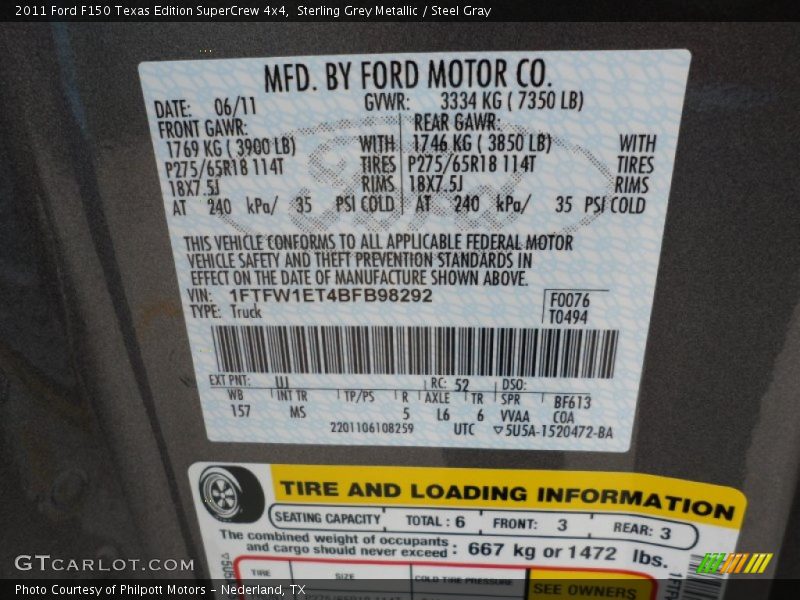 2011 Ford F150 Texas Edition SuperCrew 4x4, Sterling Grey Metallic / Steel Gray
MFD. BY FORD MOTOR CO.
DATE: 06/11 GVWR: 3334 KG ( 7350 LB)
FRONT GAWR: REAR GAWR:
1769 KG ( 3900 LB) WITH 1746 KG ( 3850 LB) WITH
P275/65R18 114T TIRES P275/65R18 114T TIRES
18X7.5J RIMS 18X7.5J RIMS
AT 240 kPa/ 35 PSI COLD AT 240 kPa/ 35 PSI COLD
THIS VEHICLE CONFORMS TO ALL APPLICABLE FEDERAL MOTOR
VEHICLE SAFETY AND THEFT PREVENTION STANDARDS IN
EFFECT ON THE DATE OF MANUFACTURE SHOWN ABOVE.
VIN: 1FTFW1ET4BFB98292 F0076
TYPE: Truck T0494
EXT PNT: UJ RC: 52 DSO:
WB INT TR TP/PS R AXLE TR SPR BF613
157 MS 5 L6 6 VVAA COA
2201106108259 UTC ▽5U5A-1520472-BA
TIRE AND LOADING INFORMATION
SEATING CAPACITY TOTAL : 6 FRONT: 3 REAR: 3
The combined weight of occupants
and cargo should never exceed : 667 kg or 1472 lbs.
TIRE SIZE COLD TIRE PRESSURE SEE OWNERS
GTCARLOT.COM
Photo Courtesy of Philpott Motors - Nederland, TX